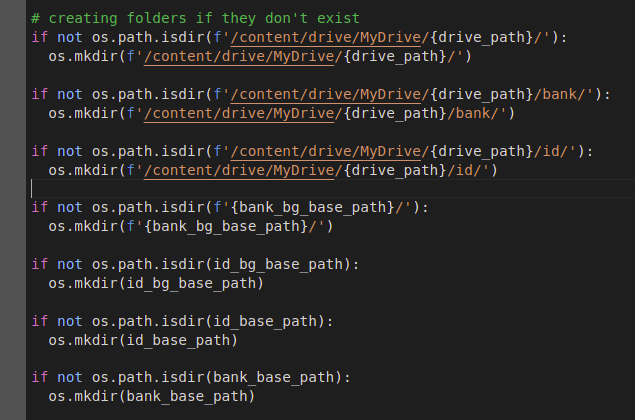 # creating folders if they don't exist
if not os.path.isdir(f'/content/drive/MyDrive/{drive_path}/'):
  os.mkdir(f'/content/drive/MyDrive/{drive_path}/')

if not os.path.isdir(f'/content/drive/MyDrive/{drive_path}/bank/'):
  os.mkdir(f'/content/drive/MyDrive/{drive_path}/bank/')

if not os.path.isdir(f'/content/drive/MyDrive/{drive_path}/id/'):
  os.mkdir(f'/content/drive/MyDrive/{drive_path}/id/')

if not os.path.isdir(f'{bank_bg_base_path}/'):
  os.mkdir(f'{bank_bg_base_path}/')

if not os.path.isdir(id_bg_base_path):
  os.mkdir(id_bg_base_path)

if not os.path.isdir(id_base_path):
  os.mkdir(id_base_path)

if not os.path.isdir(bank_base_path):
  os.mkdir(bank_base_path)